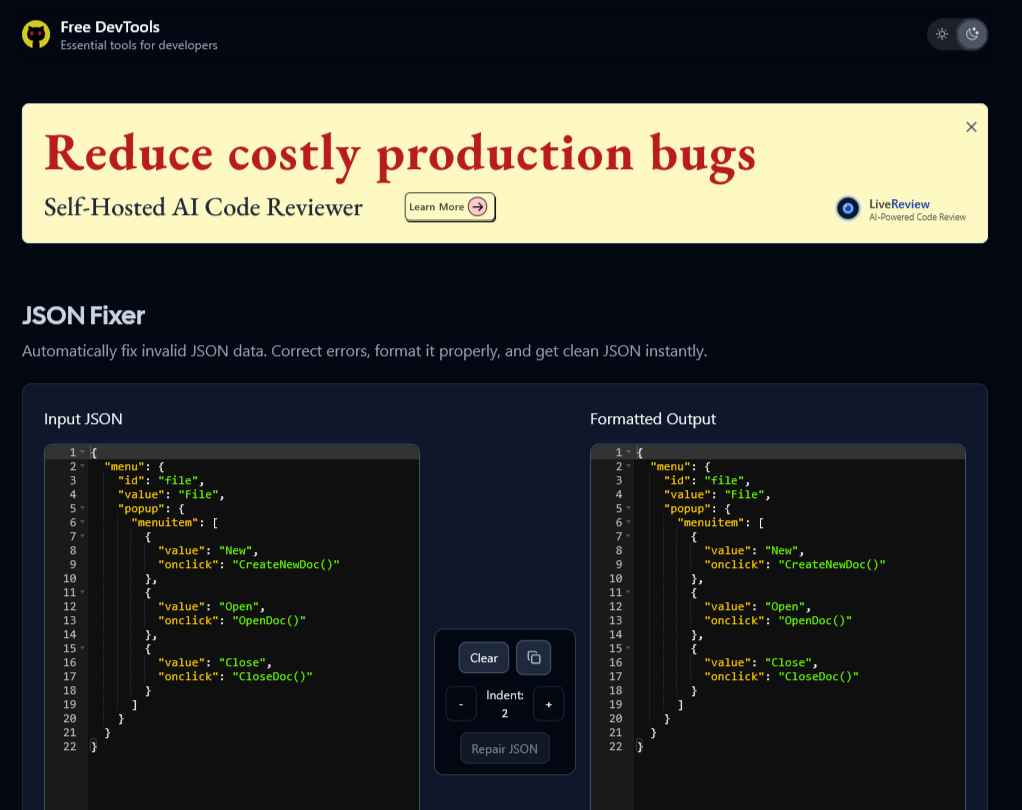 Free DevTools
Essential tools for developers
Reduce costly production bugs
Self-Hosted AI Code Reviewer
Learn More
LiveReview
AI-Powered Code Review
JSON Fixer
Automatically fix invalid JSON data. Correct errors, format it properly, and get clean JSON instantly.
Input JSON
1 {
2   "menu": {
3     "id": "file",
4     "value": "File",
5     "popup": {
6       "menuitem": [
7         {
8           "value": "New",
9           "onclick": "CreateNewDoc()"
10         },
11         {
12           "value": "Open",
13           "onclick": "OpenDoc()"
14         },
15         {
16           "value": "Close",
17           "onclick": "CloseDoc()"
18         }
19       ]
20     }
21   }
22 }
Clear
- Indent: +
2
Repair JSON
Formatted Output
1 {
2   "menu": {
3     "id": "file",
4     "value": "File",
5     "popup": {
6       "menuitem": [
7         {
8           "value": "New",
9           "onclick": "CreateNewDoc()"
10         },
11         {
12           "value": "Open",
13           "onclick": "OpenDoc()"
14         },
15         {
16           "value": "Close",
17           "onclick": "CloseDoc()"
18         }
19       ]
20     }
21   }
22 }